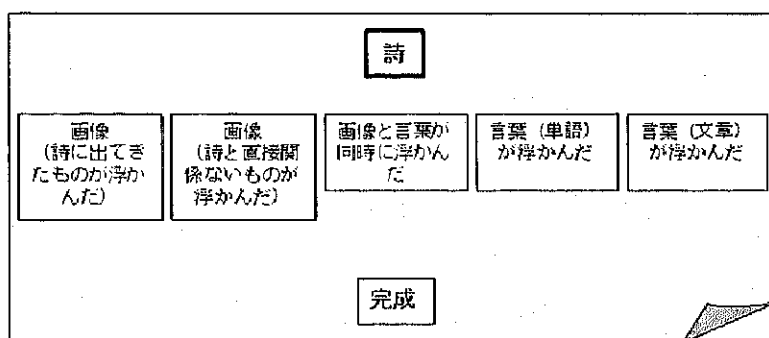 詩
画像
（詩に出てき
たものが浮か
んだ）
画像
（詩と直接関
係ないものが
浮かんだ）
画像と言葉が
同時に浮かん
だ
言葉（単語）
が浮かんだ
言葉（文章）
が浮かんだ
完成